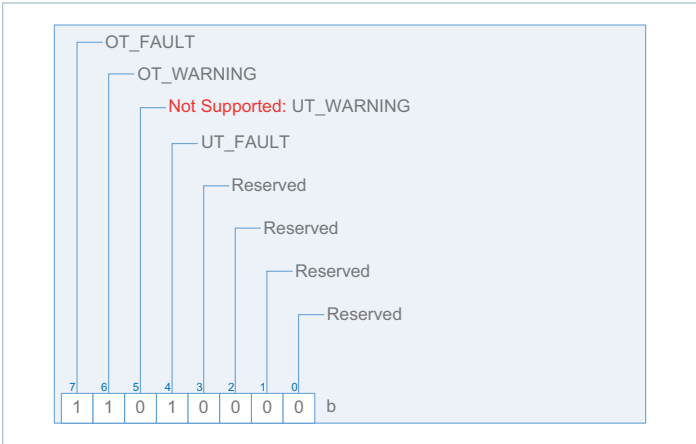 OT_FAULT
OT_WARNING
Not Supported: UT_WARNING
UT_FAULT
Reserved
Reserved
Reserved
Reserved
7 6 5 4 3 2 1 0
1 1 0 1 0 0 0 0 b